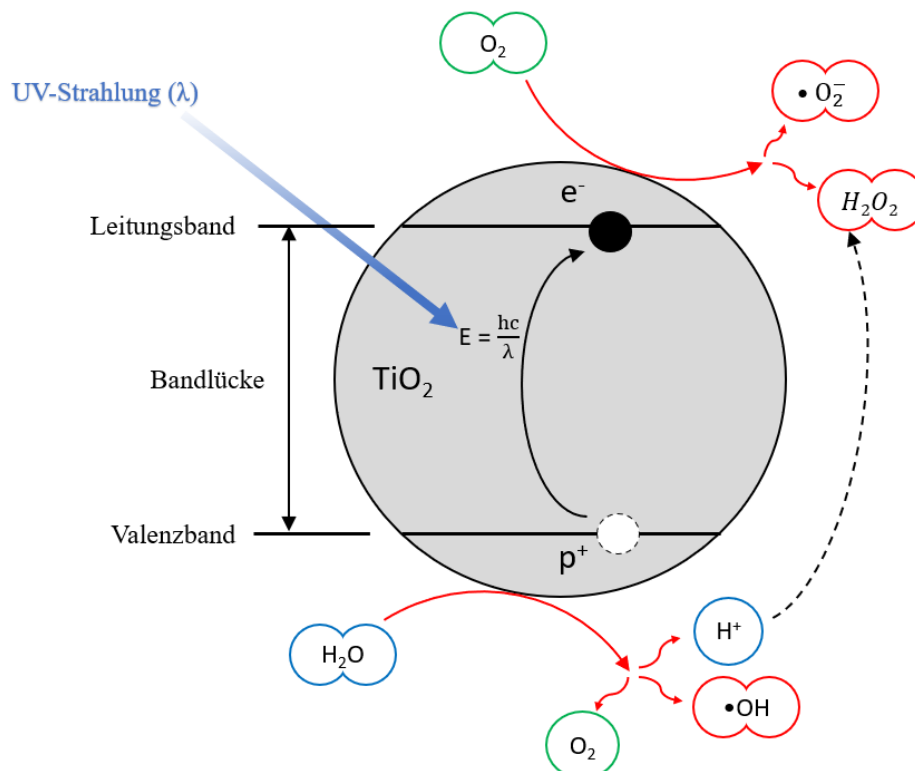 O₂
UV-Strahlung (λ)
• O₂⁻
e⁻
H₂O₂
Leitungsband
E = hc/λ
Bandlücke
TiO₂
Valenzband
p⁺
H⁺
H₂O
•OH
O₂